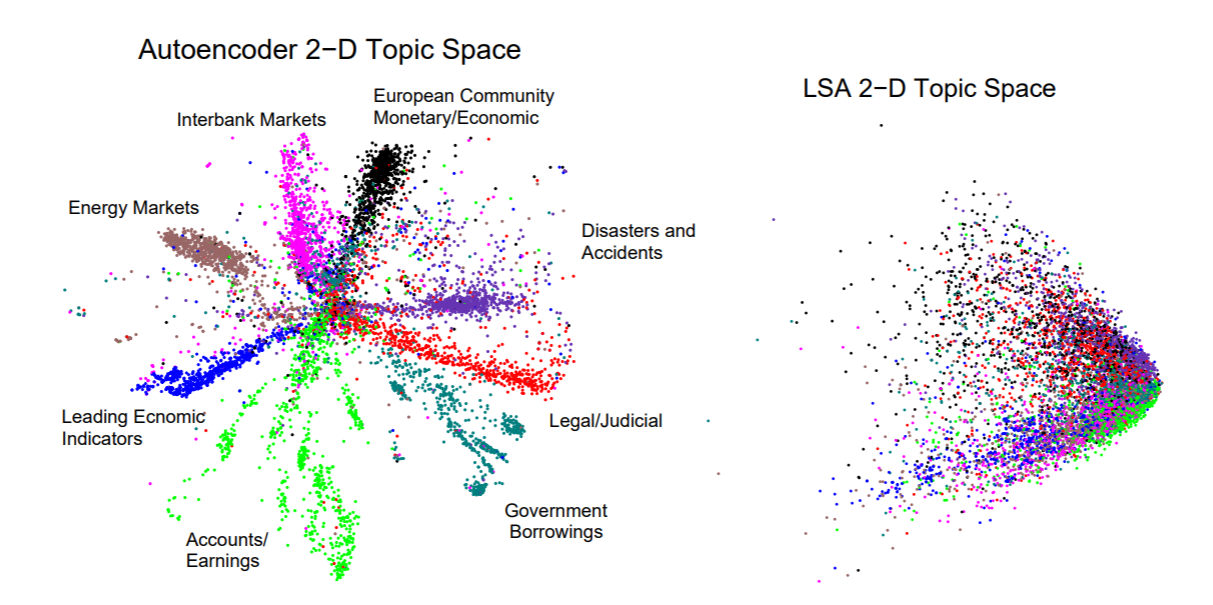 Autoencoder 2−D Topic Space
LSA 2−D Topic Space
European Community
Monetary/Economic
Interbank Markets
Energy Markets
Disasters and
Accidents
Leading Ecnomic
Indicators
Legal/Judicial
Government
Borrowings
Accounts/
Earnings